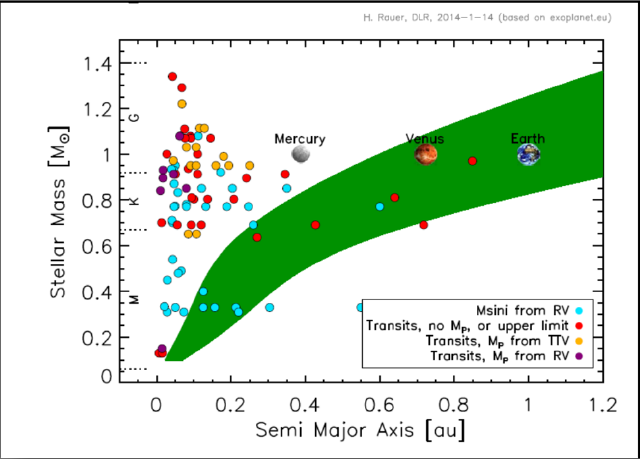 H. Rauer, DLR, 2014-1-14 (based on exoplanet.eu)
1.4
1.2
1
0.8
0.6
0.4
0.2
0
G
K
M
Stellar Mass [M☉]
Mercury
Venus
Earth
Msini from RV
Transits, no Mₚ, or upper limit
Transits, Mₚ from TTV
Transits, Mₚ from RV
0 0.2 0.4 0.6 0.8 1 1.2
Semi Major Axis [au]